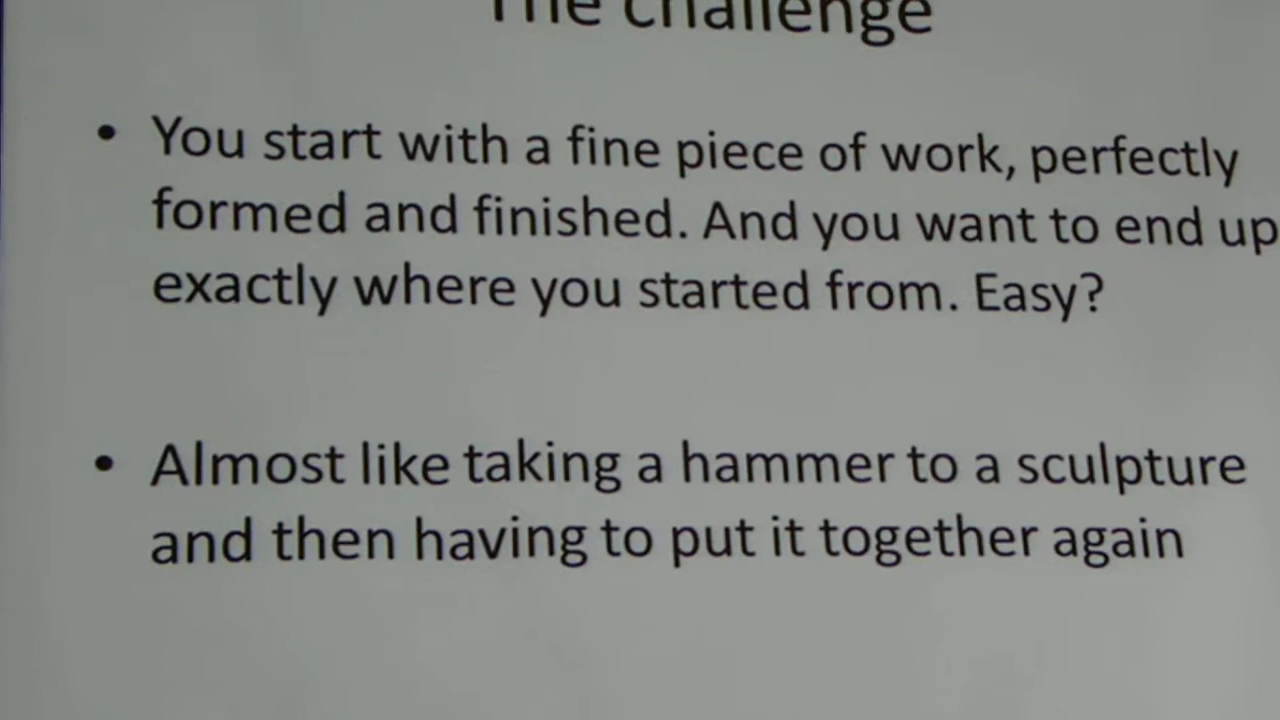 The challenge
• You start with a fine piece of work, perfectly
formed and finished. And you want to end up
exactly where you started from. Easy?
• Almost like taking a hammer to a sculpture
and then having to put it together again